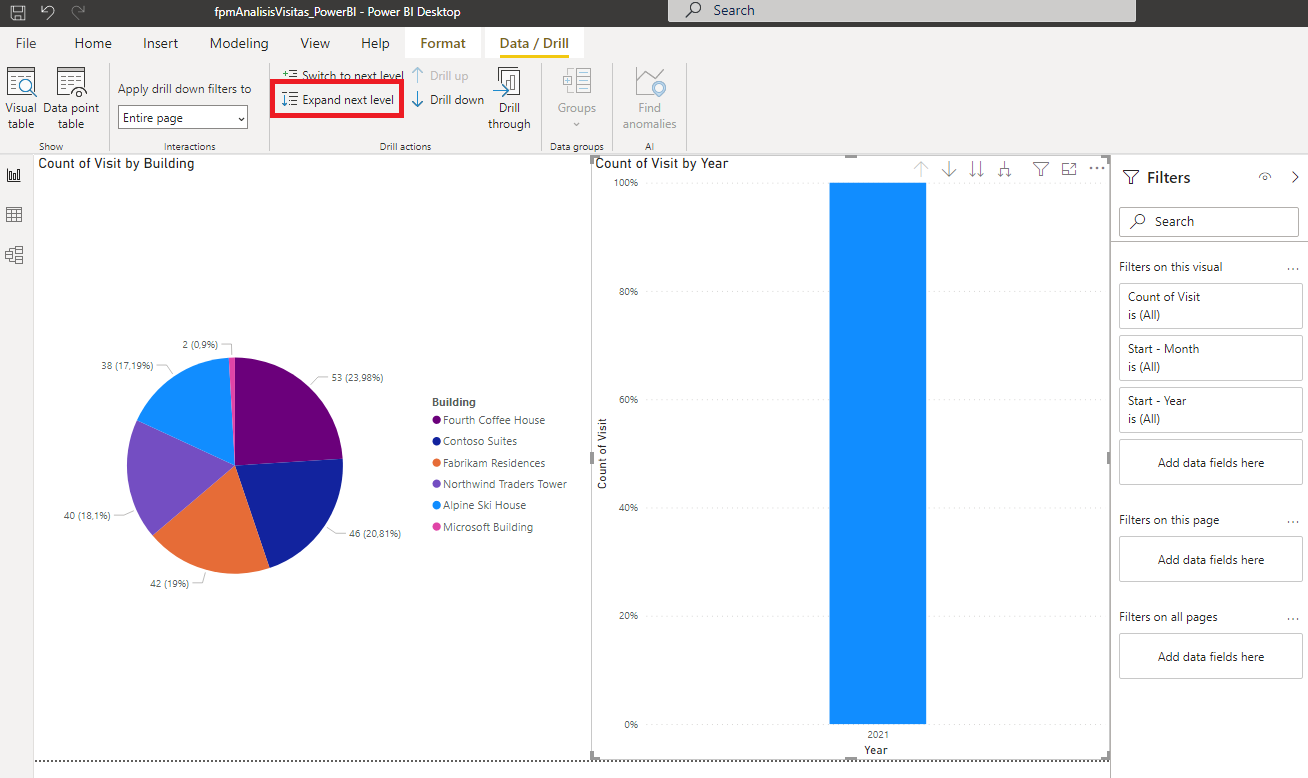 fpmAnalisisVisitas_PowerBI - Power BI Desktop
Search
File Home Insert Modeling View Help Format Data / Drill
Visual table
Data point table
Show
Apply drill down filters to
Entire page
Interactions
Switch to next level
Expand next level
Drill up
Drill down
Drill through
Drill actions
Groups
Data groups
Find anomalies
AI
Count of Visit by Building
2 (0,9%)
38 (17,19%)
53 (23,98%)
40 (18,1%)
46 (20,81%)
42 (19%)
Building
Fourth Coffee House
Contoso Suites
Fabrikam Residences
Northwind Traders Tower
Alpine Ski House
Microsoft Building
Count of Visit by Year
100%
80%
60%
40%
20%
0%
Count of Visit
2021
Year
Filters
Search
Filters on this visual
...
Count of Visit
is (All)
Start - Month
is (All)
Start - Year
is (All)
Add data fields here
Filters on this page
...
Add data fields here
Filters on all pages
...
Add data fields here